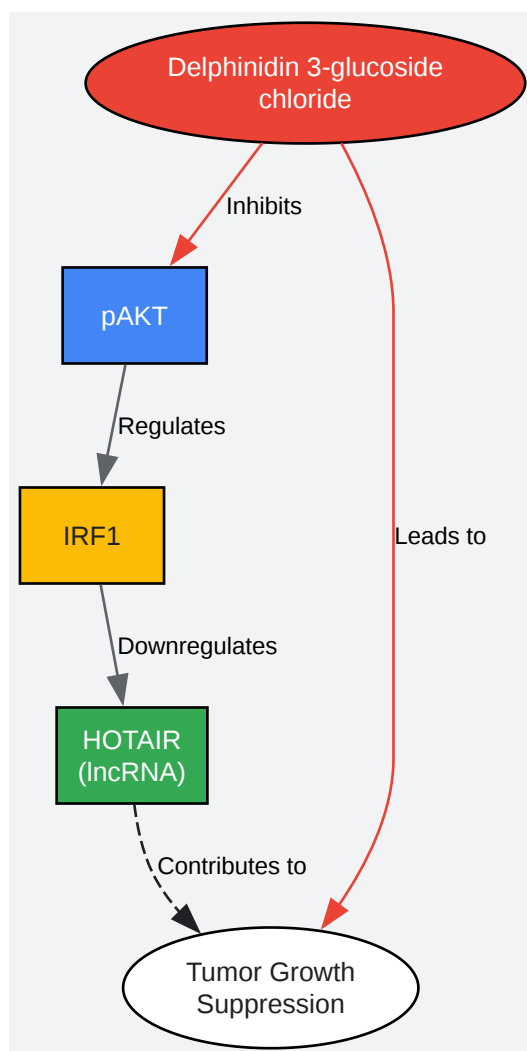 Delphinidin 3-glucoside
chloride
Inhibits
pAKT
Regulates
IRF1
Leads to
Downregulates
HOTAIR
(lncRNA)
Contributes to
Tumor Growth
Suppression